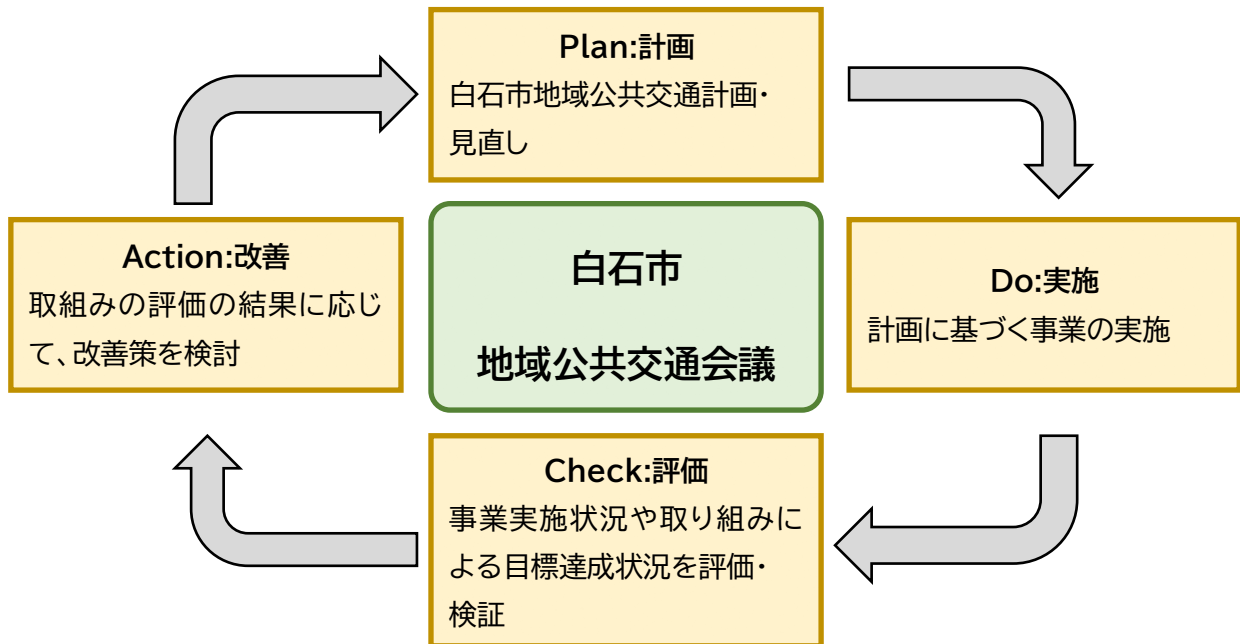 Plan:計画
白石市地域公共交通計画・
見直し
Action:改善
取組みの評価の結果に応じ
て、改善策を検討
白石市
地域公共交通会議
Do:実施
計画に基づく事業の実施
Check:評価
事業実施状況や取り組みに
よる目標達成状況を評価・
検証